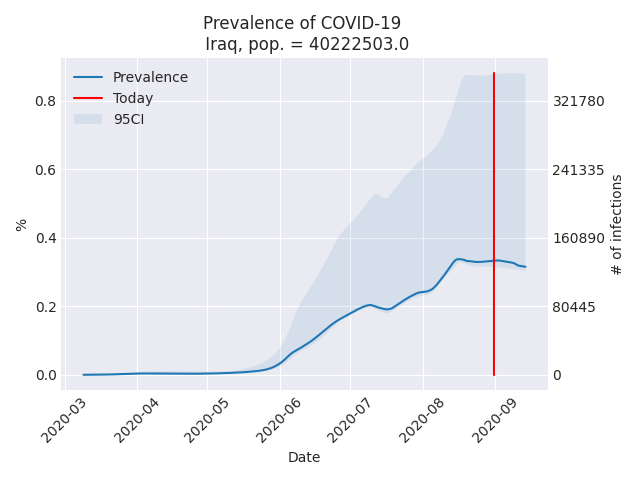 Prevalence of COVID-19
Iraq, pop. = 40222503.0
Prevalence
Today
95CI
%
0.8
0.6
0.4
0.2
0.0
321780
241335
160890
80445
0
# of infections
2020-03
2020-04
2020-05
2020-06
2020-07
2020-08
2020-09
Date